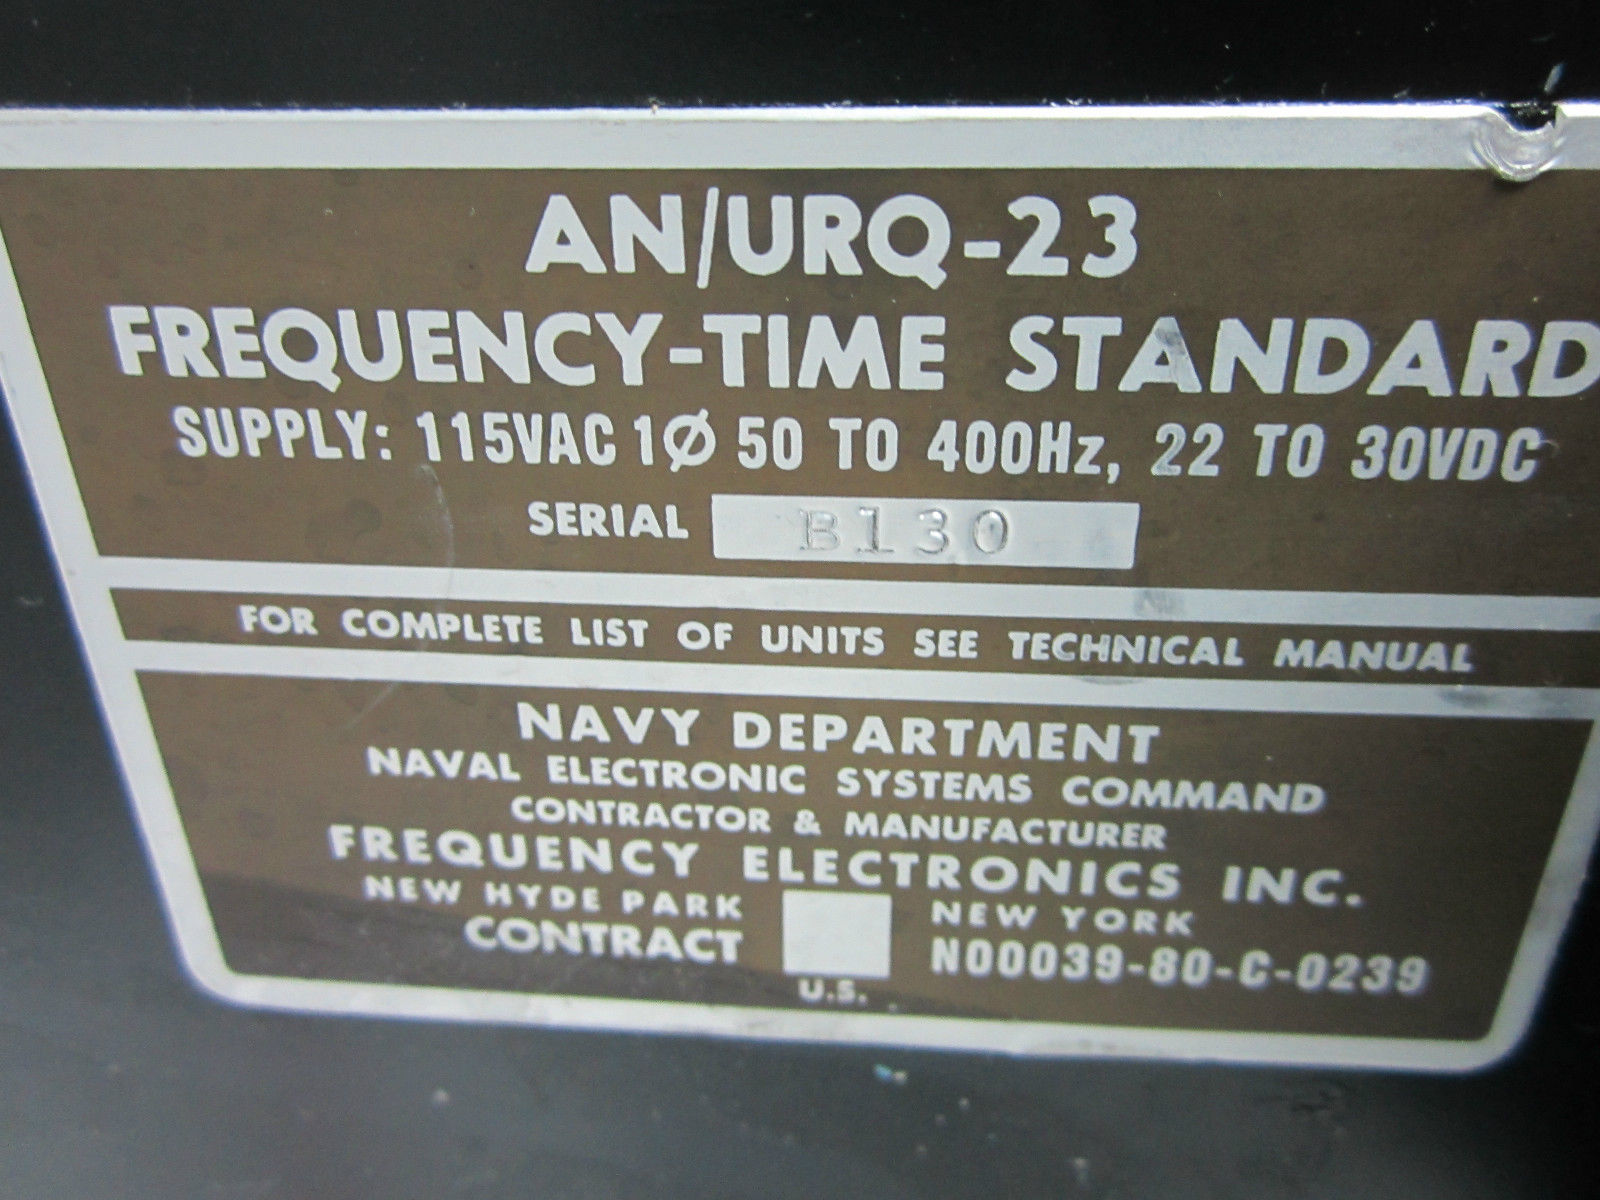 AN/URQ-23
FREQUENCY-TIME STANDARD
SUPPLY: 115VAC 1Ø 50 TO 400Hz, 22 TO 30VDC
SERIAL B130
FOR COMPLETE LIST OF UNITS SEE TECHNICAL MANUAL
NAVY DEPARTMENT
NAVAL ELECTRONIC SYSTEMS COMMAND
CONTRACTOR & MANUFACTURER
FREQUENCY ELECTRONICS INC.
NEW HYDE PARK NEW YORK
CONTRACT N00039-80-C-0239
U.S.